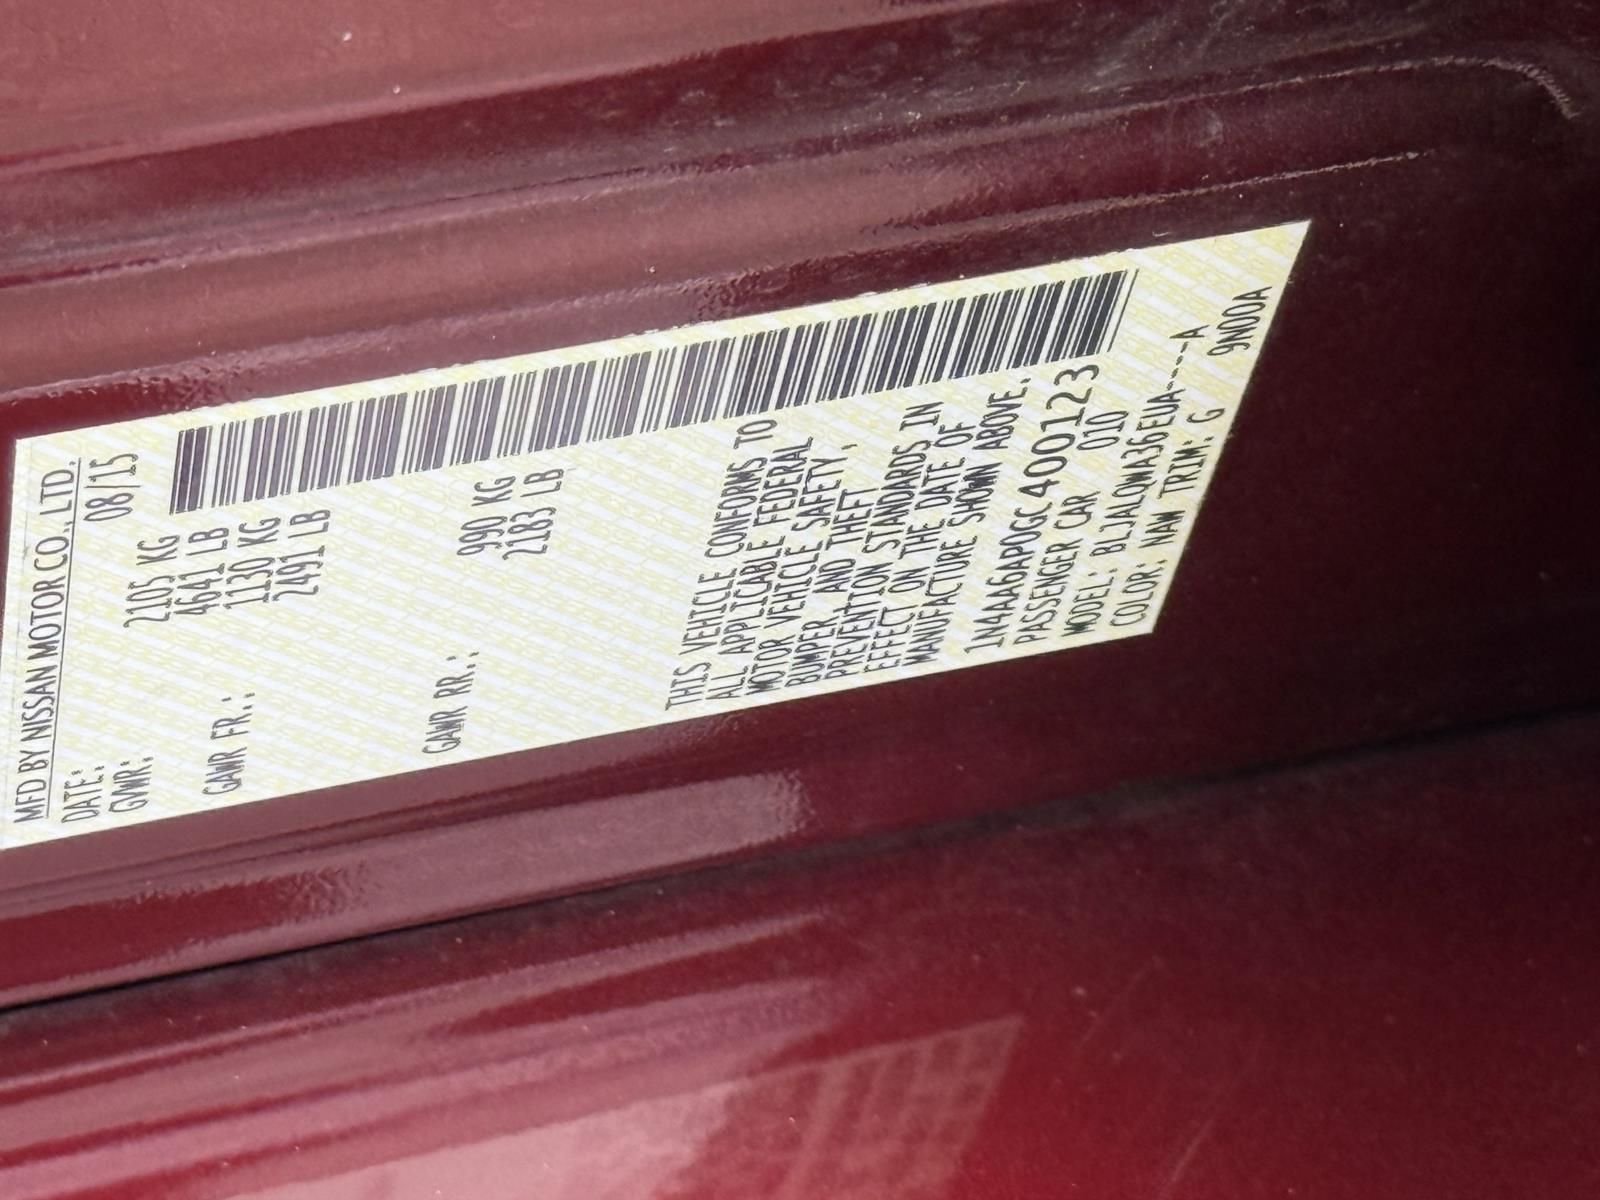 MFD BY NISSAN MOTOR CO., LTD.
DATE: 08/15
GVWR: 2105 KG
4641 LB
GAWR FR.: 1130 KG
2491 LB
GAWR RR.: 990 KG
2183 LB
THIS VEHICLE CONFORMS TO
ALL APPLICABLE FEDERAL
MOTOR VEHICLE SAFETY,
BUMPER, AND THEFT
PREVENTION STANDARDS IN
EFFECT ON THE DATE OF
MANUFACTURE SHOWN ABOVE.
1N4AA6AP0GC400123
PASSENGER CAR 010
MODEL: BLJALQWA36EUA----A
COLOR: NAW TRIM: G 9N00A